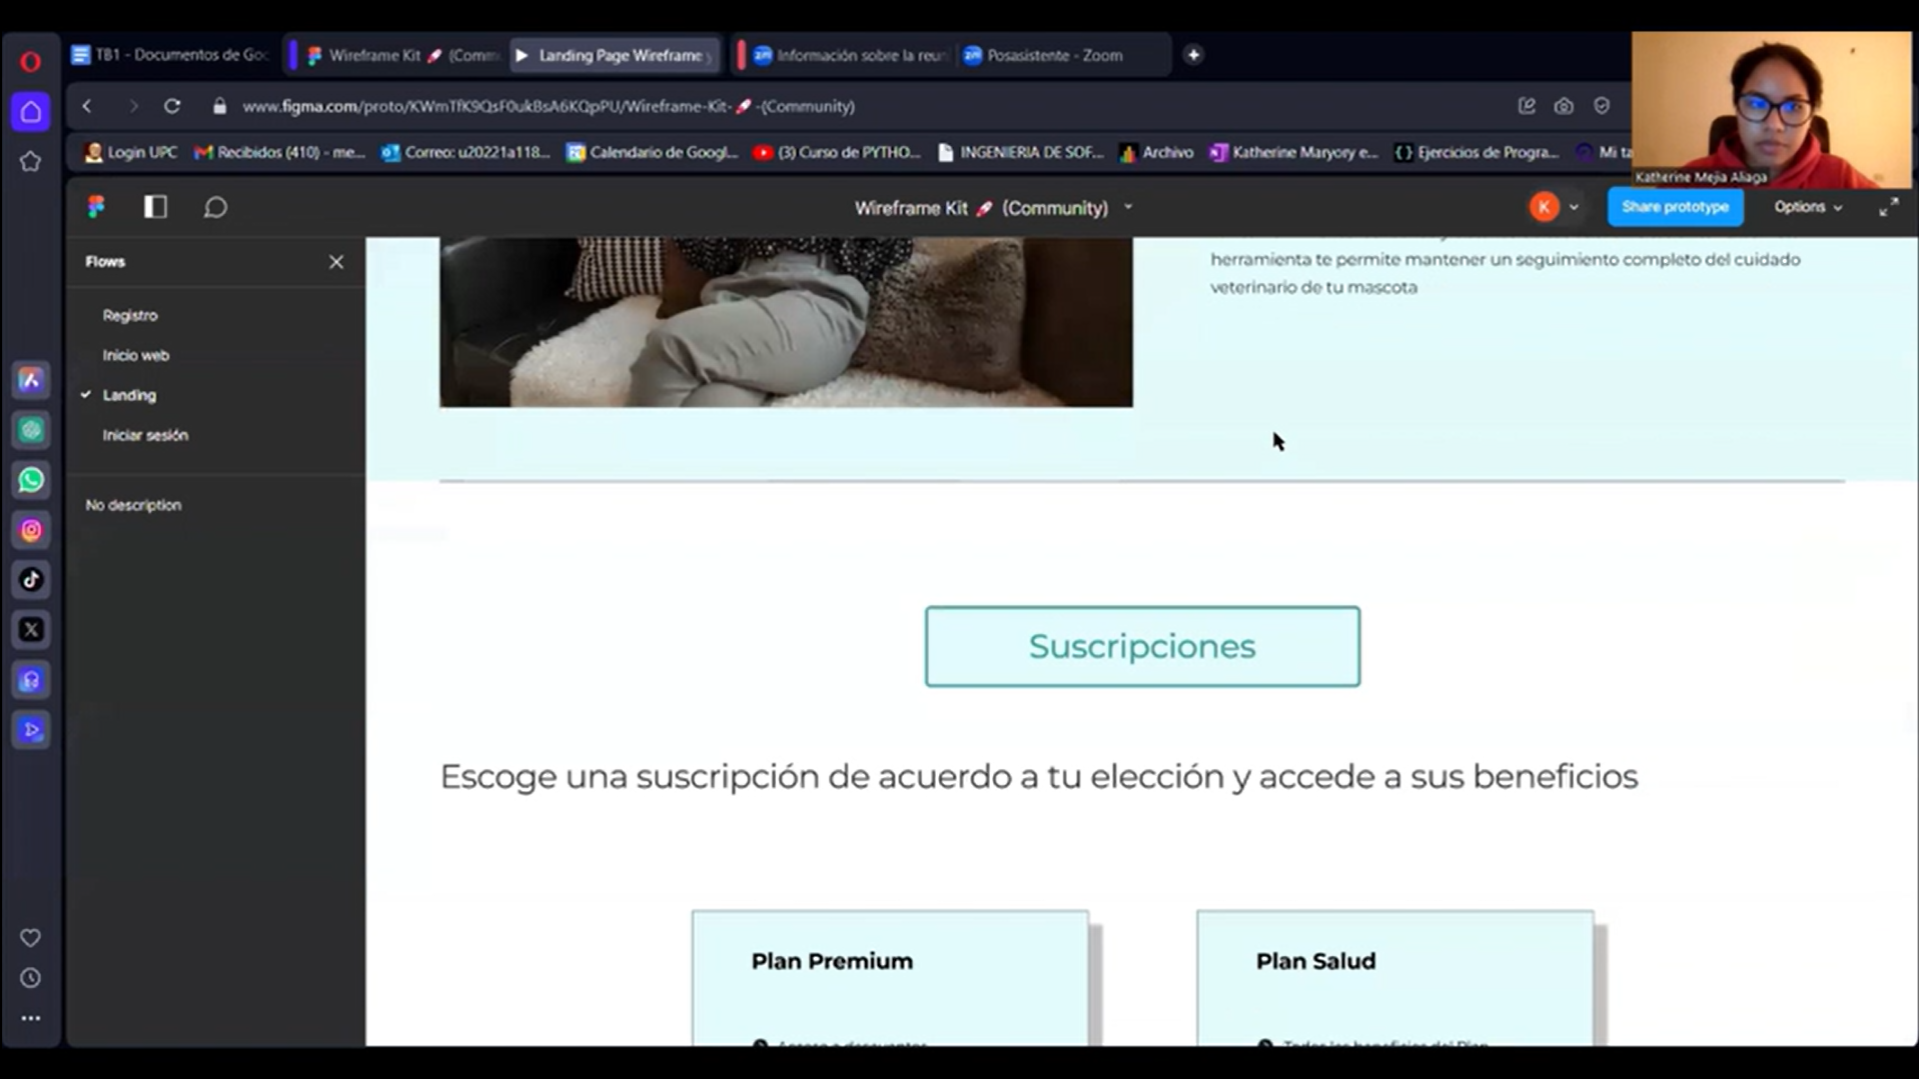 TB1 - Documentos de Goc
Wireframe Kit 🚀 (Comm
Landing Page Wireframe
Información sobre la reun
Posasistente - Zoom
www.figma.com/proto/KWmTfK9QsF0ukBsA6KQpPU/Wireframe-Kit-🚀-(Community)
Login UPC
Recibidos (410) - me...
Correo: u20221a118...
Calendario de Googl...
(3) Curso de PYTHO...
INGENIERIA DE SOF...
Archivo
Katherine Maryory e...
Ejercicios de Progra...
Mi ta
Katherine Mejia Aliaga
Wireframe Kit 🚀 (Community)
K
Share prototype
Options
Flows
Registro
Inicio web
Landing
Iniciar sesión
No description
herramienta te permite mantener un seguimiento completo del cuidado
veterinario de tu mascota
Suscripciones
Escoge una suscripción de acuerdo a tu elección y accede a sus beneficios
Plan Premium
Plan Salud